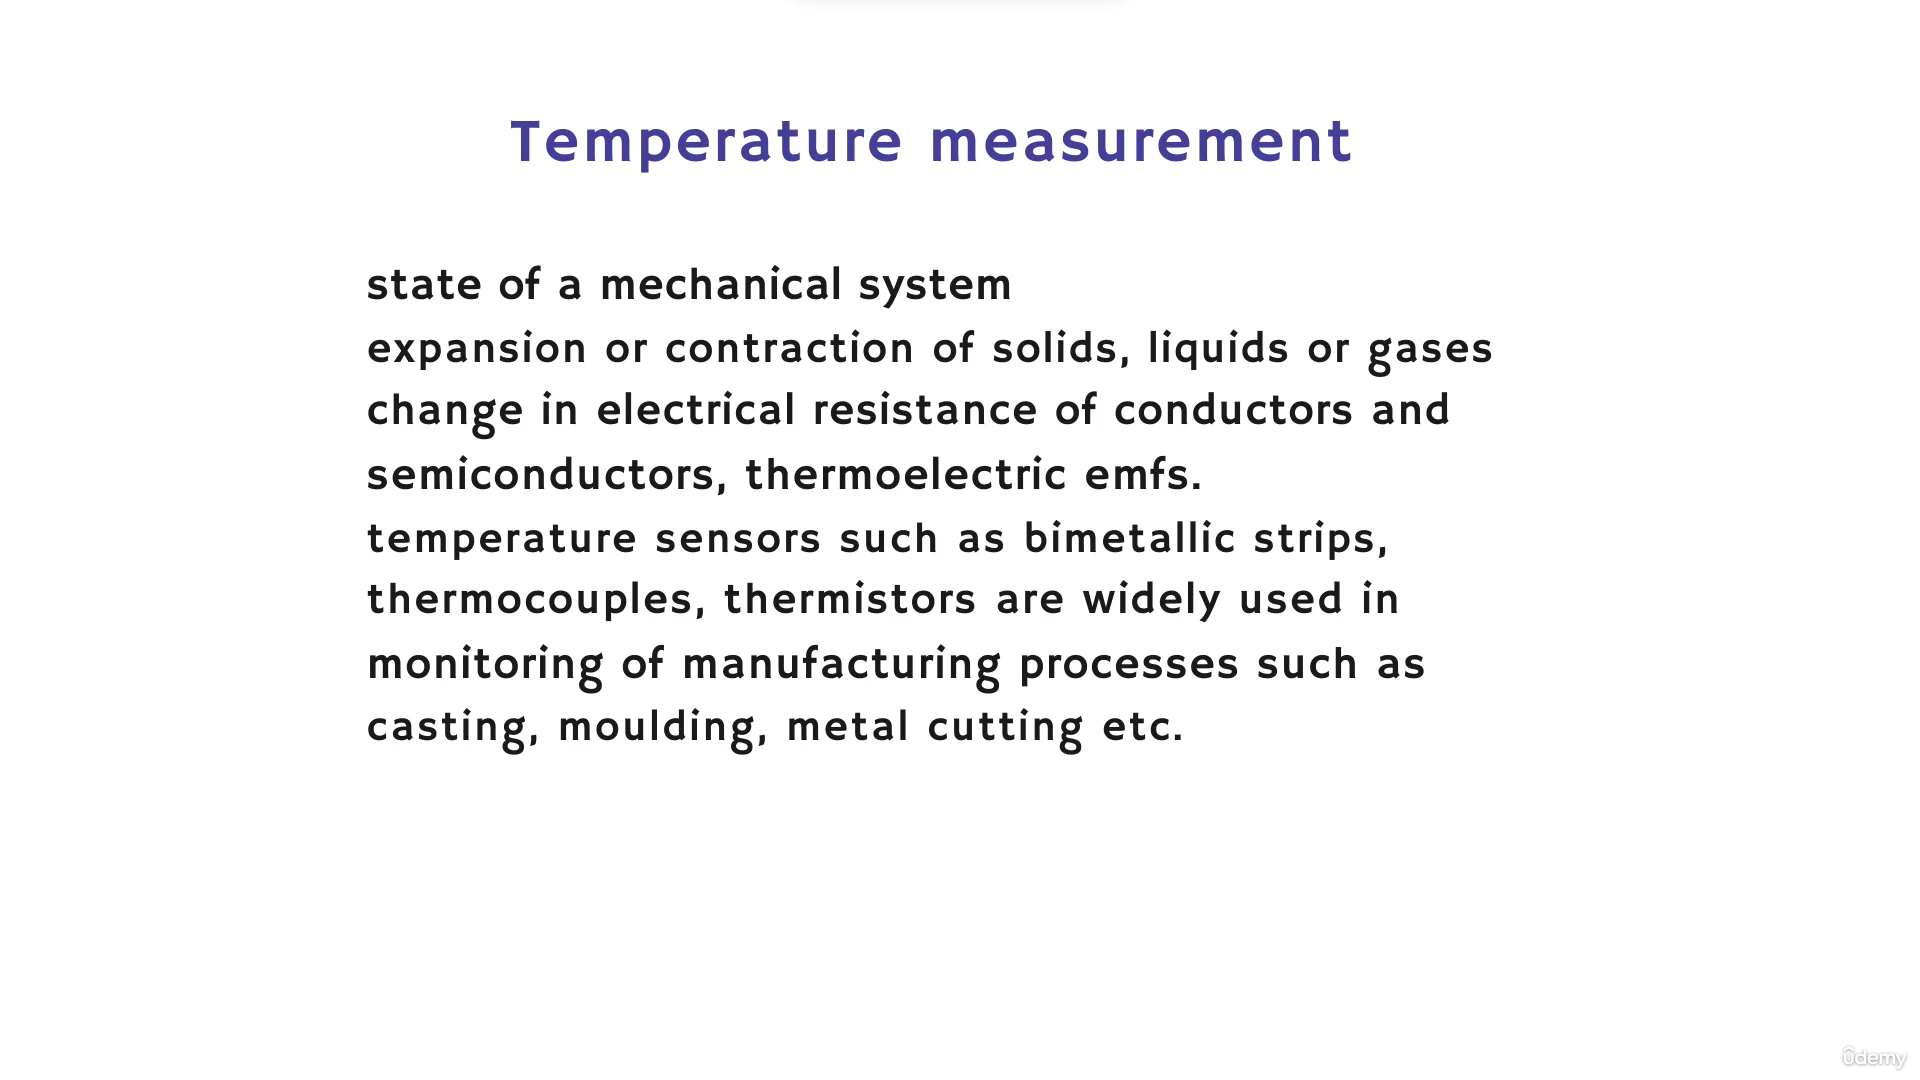 Temperature measurement
state of a mechanical system
expansion or contraction of solids, liquids or gases
change in electrical resistance of conductors and
semiconductors, thermoelectric emfs.
temperature sensors such as bimetallic strips,
thermocouples, thermistors are widely used in
monitoring of manufacturing processes such as
casting, moulding, metal cutting etc.
ûdemy